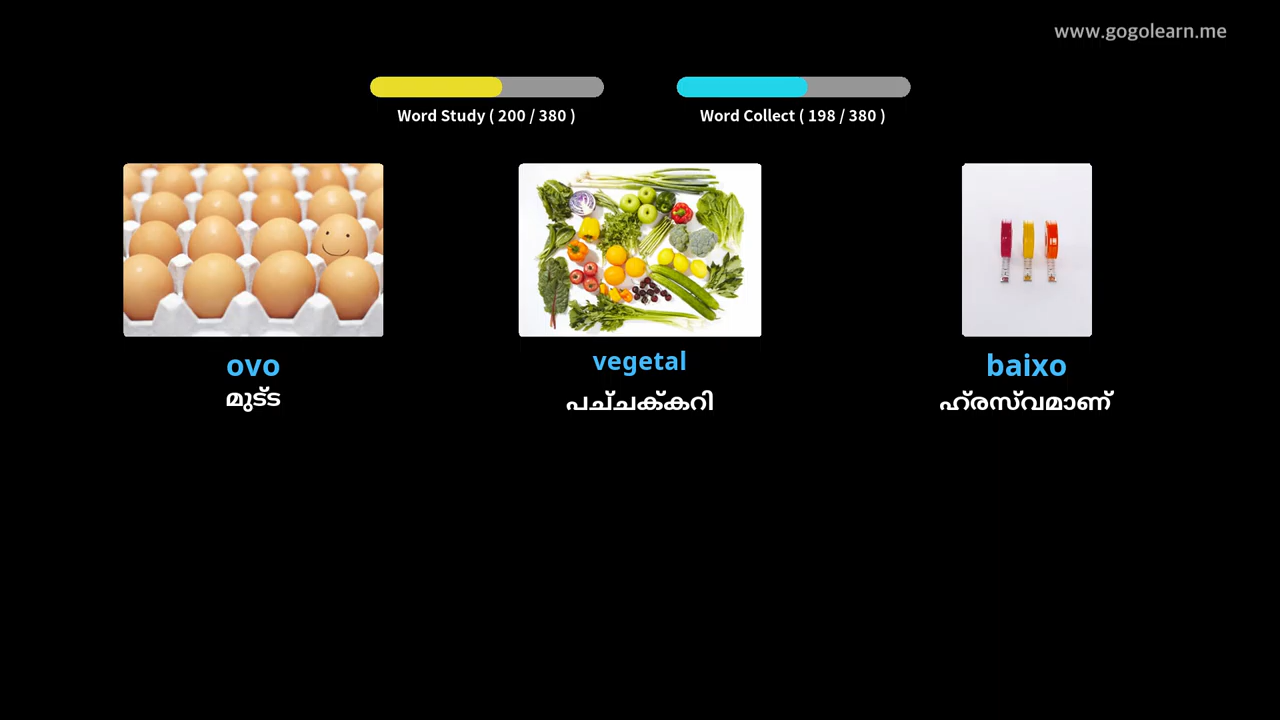 www.gogolearn.me
Word Study ( 200 / 380 )
Word Collect ( 198 / 380 )
ovo
മുട്ട
vegetal
പച്ചക്കറി
baixo
ഹ്രസ്വമാണ്